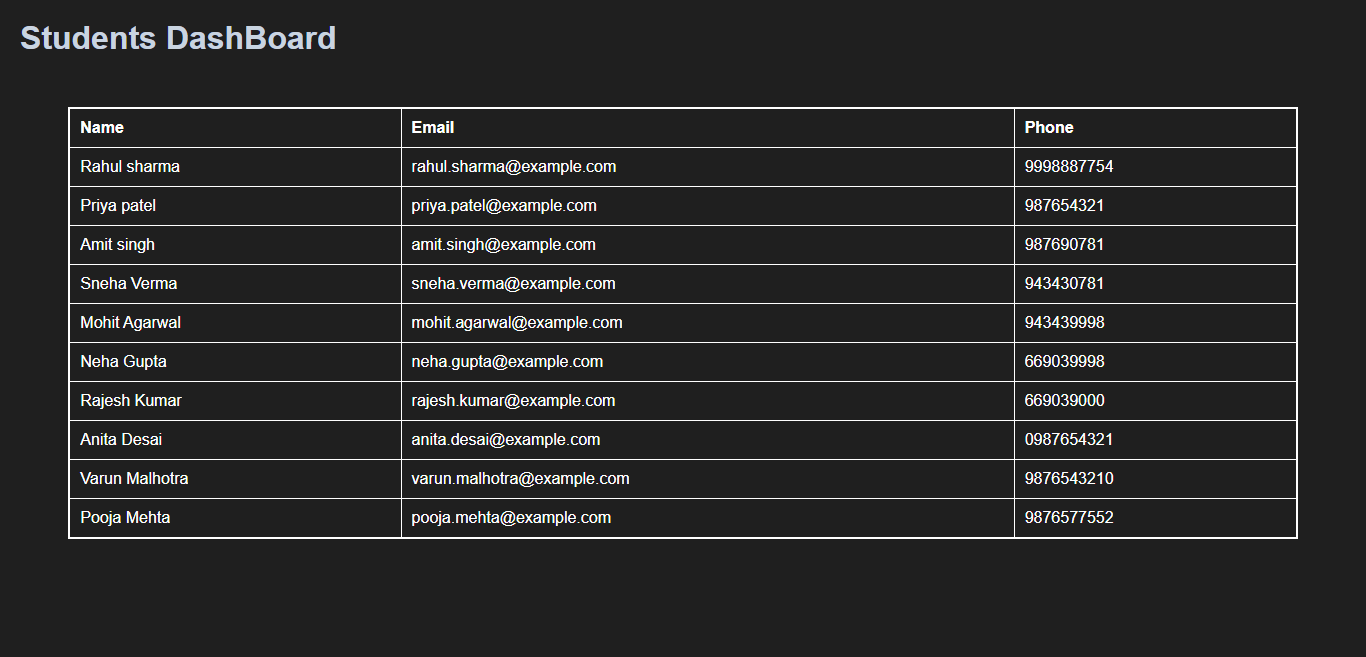 Students DashBoard
Name Email Phone
Rahul sharma rahul.sharma@example.com 9998887754
Priya patel priya.patel@example.com 987654321
Amit singh amit.singh@example.com 987690781
Sneha Verma sneha.verma@example.com 943430781
Mohit Agarwal mohit.agarwal@example.com 943439998
Neha Gupta neha.gupta@example.com 669039998
Rajesh Kumar rajesh.kumar@example.com 669039000
Anita Desai anita.desai@example.com 0987654321
Varun Malhotra varun.malhotra@example.com 9876543210
Pooja Mehta pooja.mehta@example.com 9876577552